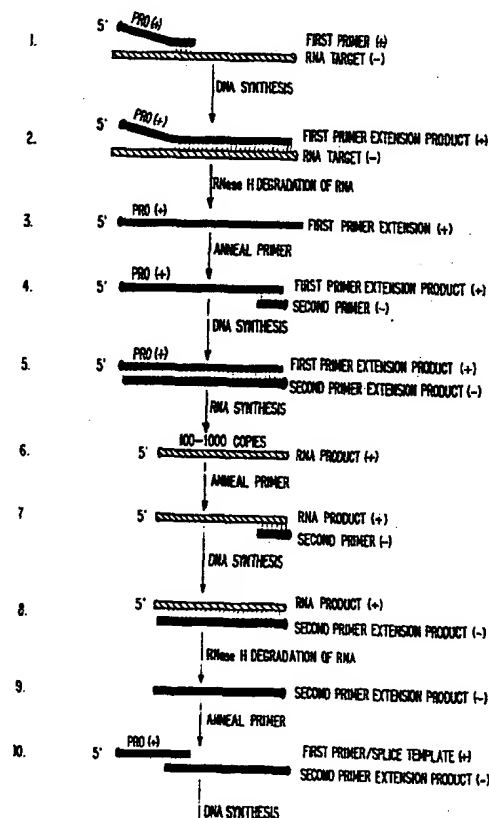 5' PRO (+)
1. FIRST PRIMER (+)
RNA TARGET (-)
DNA SYNTHESIS
5' PRO (+)
2. FIRST PRIMER EXTENSION PRODUCT (+)
RNA TARGET (-)
RNase H DEGRADATION OF RNA
PRO (+)
3. 5' FIRST PRIMER EXTENSION (+)
ANNEAL PRIMER
PRO (+)
4. 5' FIRST PRIMER EXTENSION PRODUCT (+)
SECOND PRIMER (-)
DNA SYNTHESIS
PRO (+)
5. 5' FIRST PRIMER EXTENSION PRODUCT (+)
SECOND PRIMER EXTENSION PRODUCT (-)
RNA SYNTHESIS
100-1000 COPIES
6. 5' RNA PRODUCT (+)
ANNEAL PRIMER
7 5' RNA PRODUCT (+)
SECOND PRIMER (-)
DNA SYNTHESIS
8. 5' RNA PRODUCT (+)
SECOND PRIMER EXTENSION PRODUCT (-)
RNase H DEGRADATION OF RNA
9. SECOND PRIMER EXTENSION PRODUCT (-)
ANNEAL PRIMER
PRO (+)
10. 5' FIRST PRIMER/SPLICE TEMPLATE (+)
SECOND PRIMER EXTENSION PRODUCT (-)
DNA SYNTHESIS